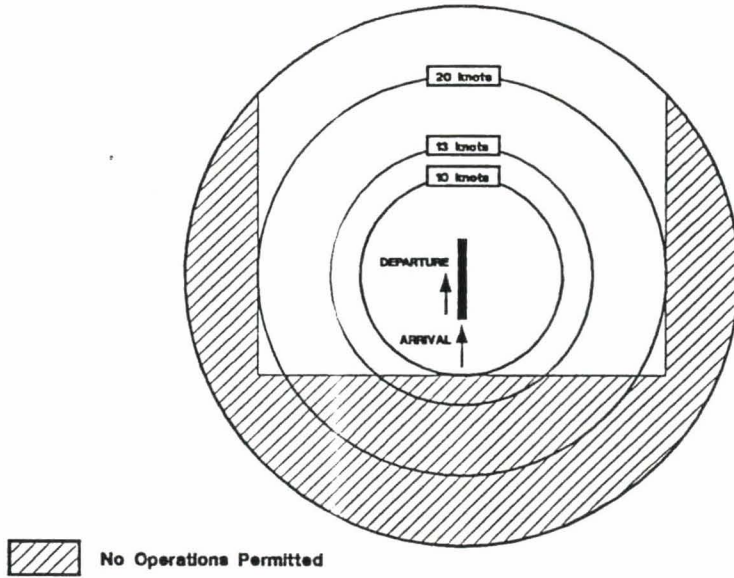 20 knots
13 knots
10 knots
DEPARTURE
ARRIVAL
No Operations Permitted